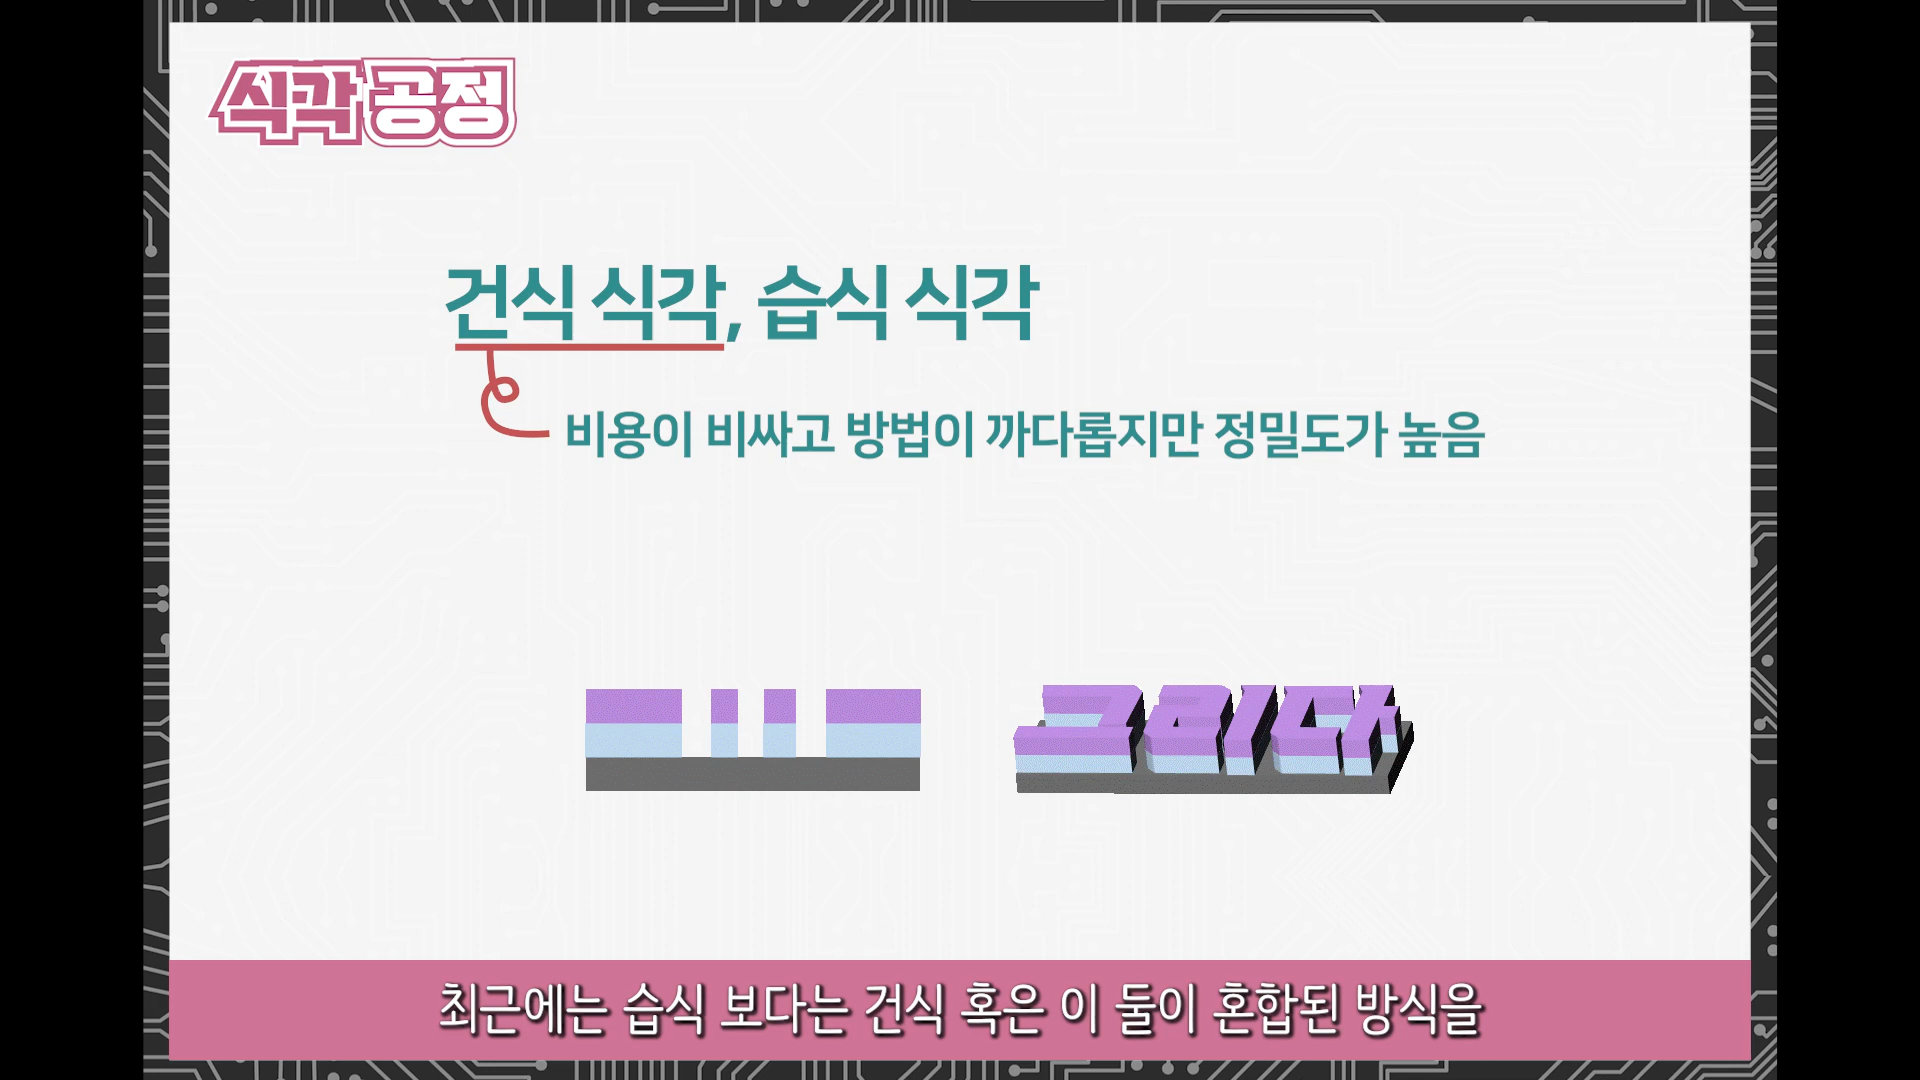 식각 공정
건식 식각, 습식 식각
비용이 비싸고 방법이 까다롭지만 정밀도가 높음
그리다
최근에는 습식 보다는 건식 혹은 이 둘이 혼합된 방식을